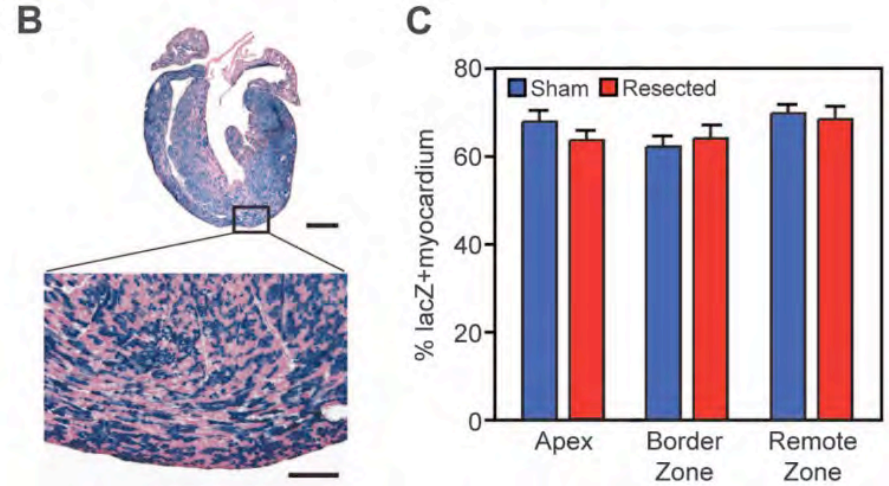 B
C
% lacZ+myocardium
80
60
40
20
0
Sham Resected
Apex
Border
Zone
Remote
Zone